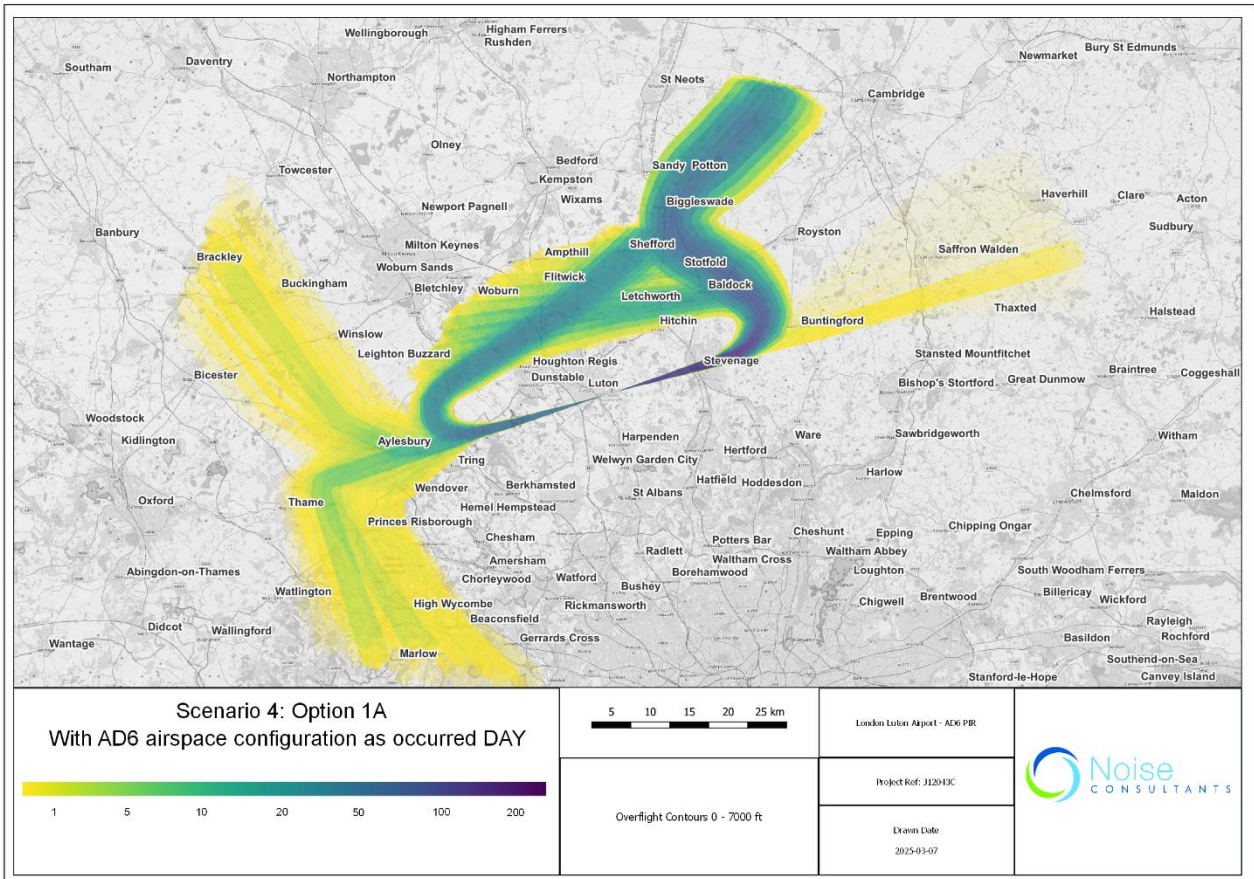 Wellingborough
Higham Ferrers
Rushden
Newmarket
Bury St Edmunds
Southam
Daventry
Northampton
St Neots
Cambridge
Olney
Bedford
Kempston
Wixams
Sandy
Potton
Towcester
Newport Pagnell
Biggleswade
Haverhill
Clare
Acton
Banbury
Milton Keynes
Woburn Sands
Bletchley
Ampthill
Flitwick
Shefford
Stotfold
Royston
Saffron Walden
Sudbury
Brackley
Buckingham
Woburn
Letchworth
Baldock
Hitchin
Buntingford
Thaxted
Halstead
Winslow
Leighton Buzzard
Houghton Regis
Dunstable
Luton
Stevenage
Stansted Mountfitchet
Bishop's Stortford
Great Dunmow
Braintree
Coggeshall
Bicester
Woodstock
Kidlington
Aylesbury
Tring
Harpenden
Welwyn Garden City
Hertford
Ware
Sawbridgeworth
Witham
Oxford
Thame
Wendover
Berkhamsted
Hemel Hempstead
St Albans
Hatfield
Hoddesdon
Harlow
Chelmsford
Maldon
Princes Risborough
Chesham
Potters Bar
Cheshunt
Epping
Chipping Ongar
Abingdon-on-Thames
Watlington
Amersham
Chorleywood
Watford
Radlett
Borehamwood
Waltham Cross
Waltham Abbey
Loughton
South Woodham Ferrers
Didcot
Wallingford
Wantage
High Wycombe
Beaconsfield
Rickmansworth
Bushey
Chigwell
Brentwood
Billericay
Wickford
Rayleigh
Rochford
Marlow
Gerrards Cross
Basildon
Southend-on-Sea
Stanford-le-Hope
Canvey Island
Scenario 4: Option 1A
With AD6 airspace configuration as occurred DAY
1 5 10 20 50 100 200
5 10 15 20 25 km
Overflight Contours 0 - 7000 ft
London Luton Airport - AD6 PIR
Project Ref: J12043C
Drawn Date
2025-03-07
Noise
CONSULTANTS